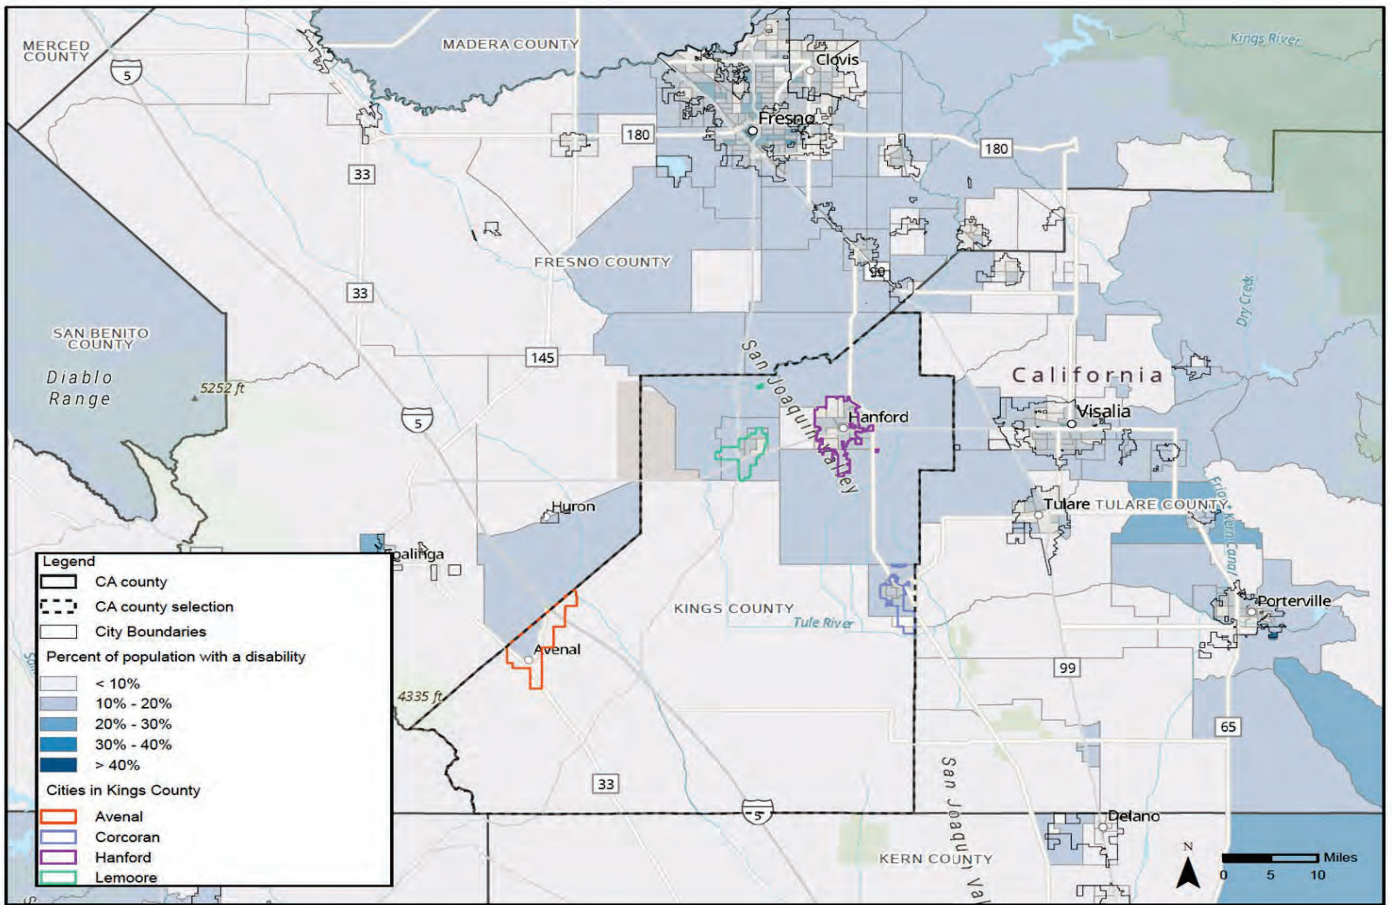 MERCED
COUNTY
MADERA COUNTY
Kings River
5
Clovis
Fresno
180
180
33
FRESNO COUNTY
33
SAN BENITO
COUNTY
Diablo
Range
5252 ft
145
5
San Joaquin Valley
Dry Creek
California
Hanford
Visalia
Huron
Tulare
TULARE COUNTY
Friant Kern Canal
KINGS COUNTY
Tule River
Porterville
Avenal
4335 ft
99
65
33
5
San Joaquin Val
Delano
KERN COUNTY
N
Miles
0 5 10
Legend
CA county
CA county selection
City Boundaries
Percent of population with a disability
< 10%
10% - 20%
20% - 30%
30% - 40%
> 40%
Cities in Kings County
Avenal
Corcoran
Hanford
Lemoore